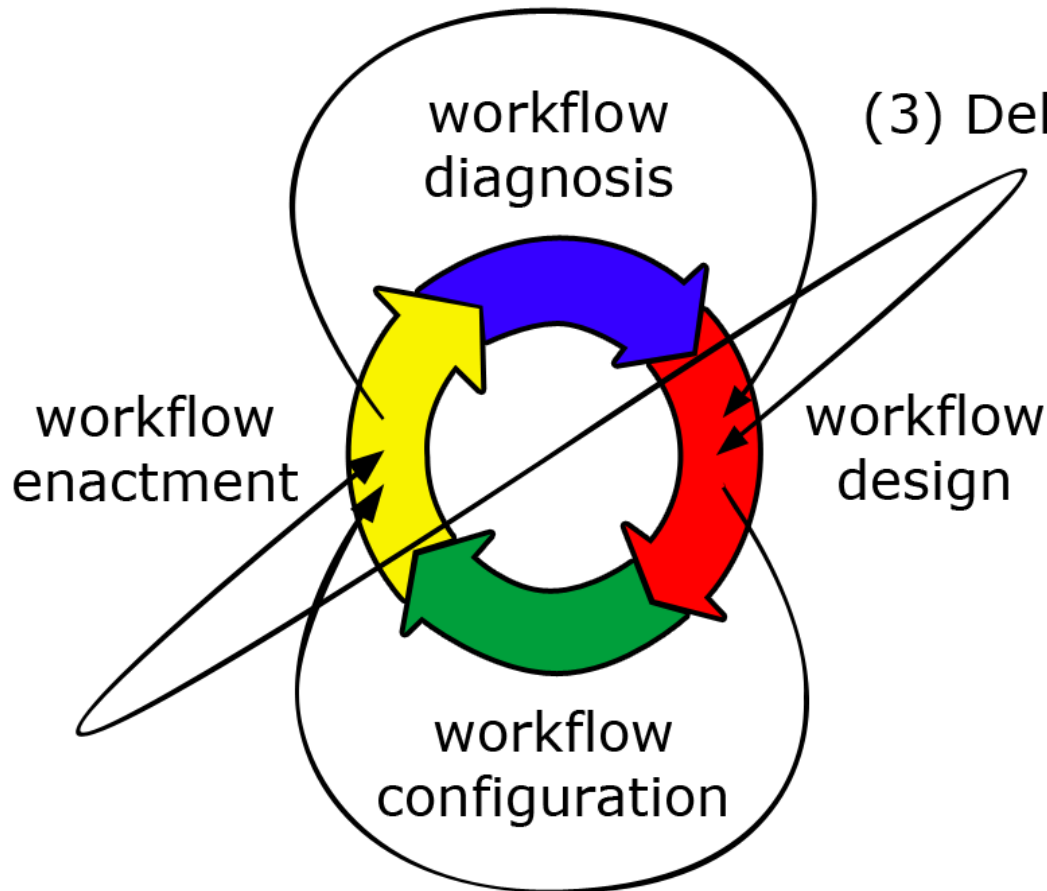 workflow
diagnosis
(3) Del
workflow
enactment
workflow
design
workflow
configuration